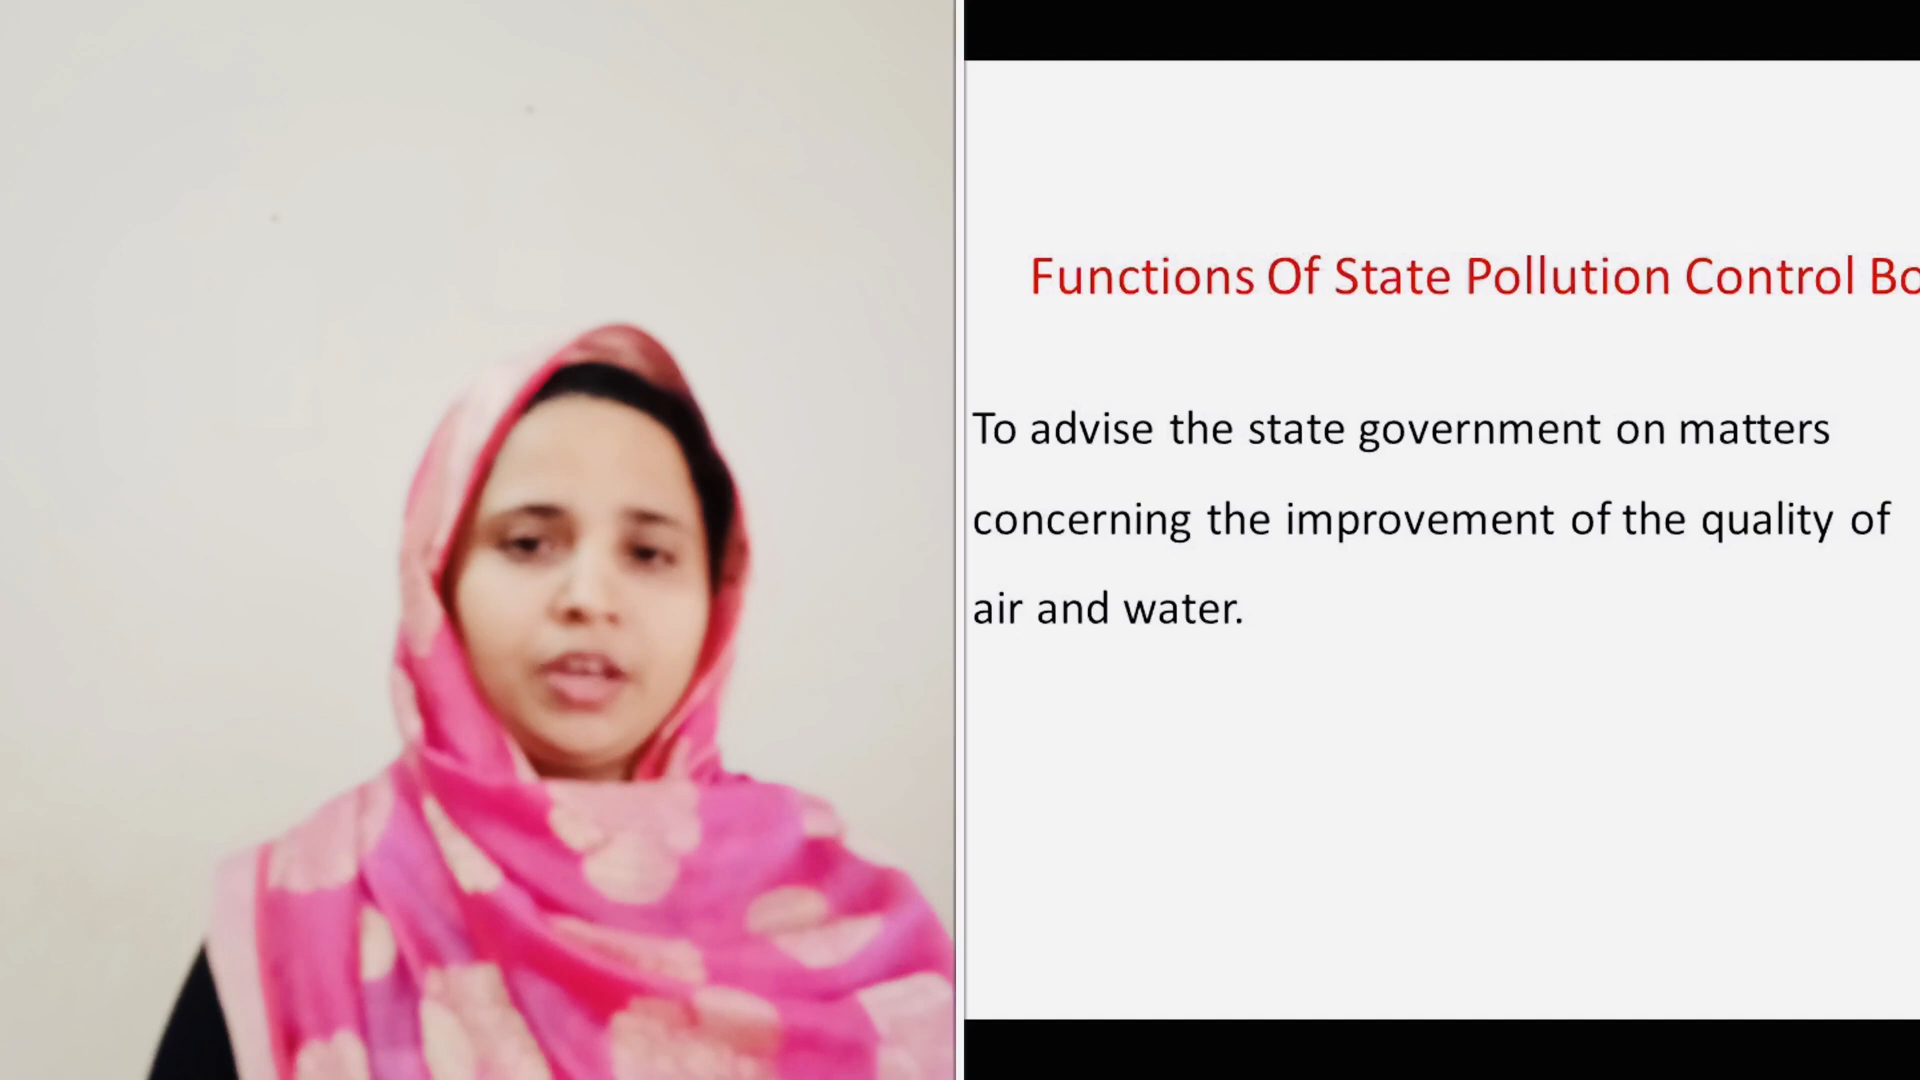 Functions Of State Pollution Control Bo
To advise the state government on matters
concerning the improvement of the quality of
air and water.